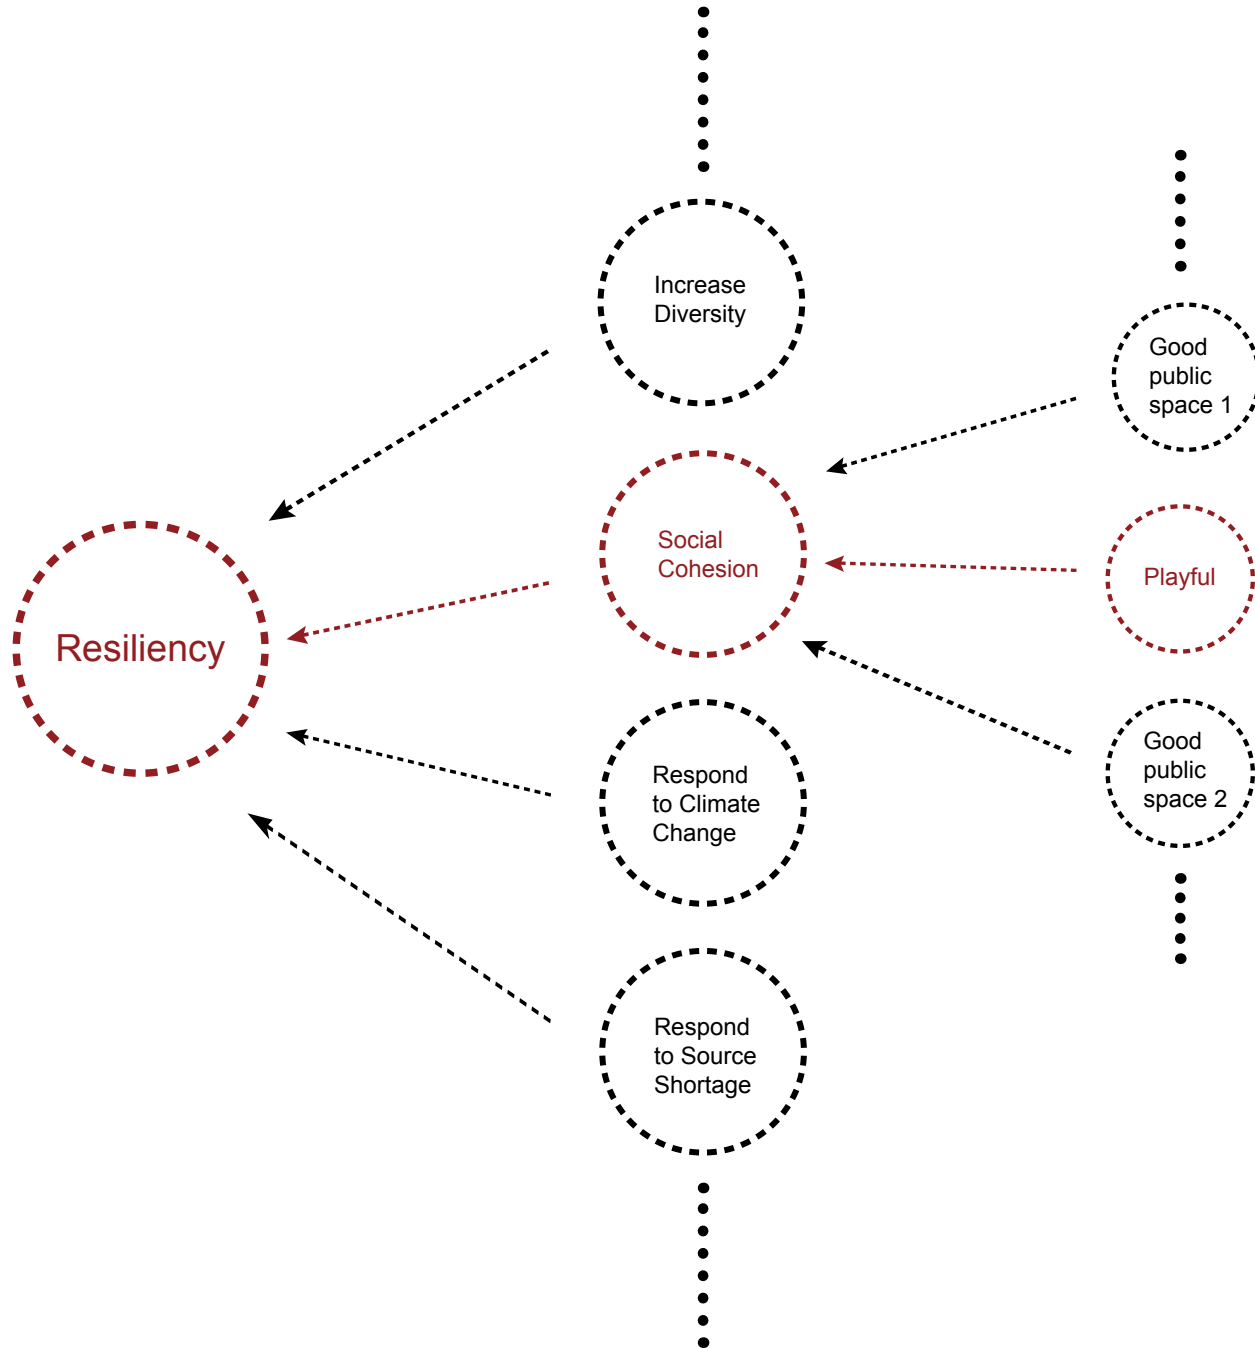 Increase
Diversity
Good
public
space 1
Social
Cohesion
Playful
Resiliency
Respond
to Climate
Change
Good
public
space 2
Respond
to Source
Shortage